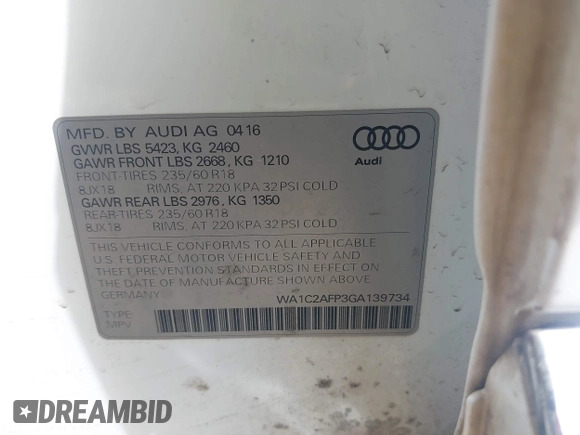 MFD. BY AUDI AG 0416
GVWR LBS 5423, KG 2460
GAWR FRONT LBS 2668, KG 1210
FRONT-TIRES 235/60 R18
8JX18 RIMS, AT 220 KPA 32 PSI COLD
GAWR REAR LBS 2976, KG 1350
REAR-TIRES 235/60 R18
8JX18 RIMS, AT 220 KPA 32 PSI COLD
THIS VEHICLE CONFORMS TO ALL APPLICABLE
U.S. FEDERAL MOTOR VEHICLE SAFETY AND
THEFT PREVENTION STANDARDS IN EFFECT ON
THE DATE OF MANUFACTURE SHOWN ABOVE.
GERMANY WA1C2AFP3GA139734
TYPE:
MPV
Audi
DREAMBID